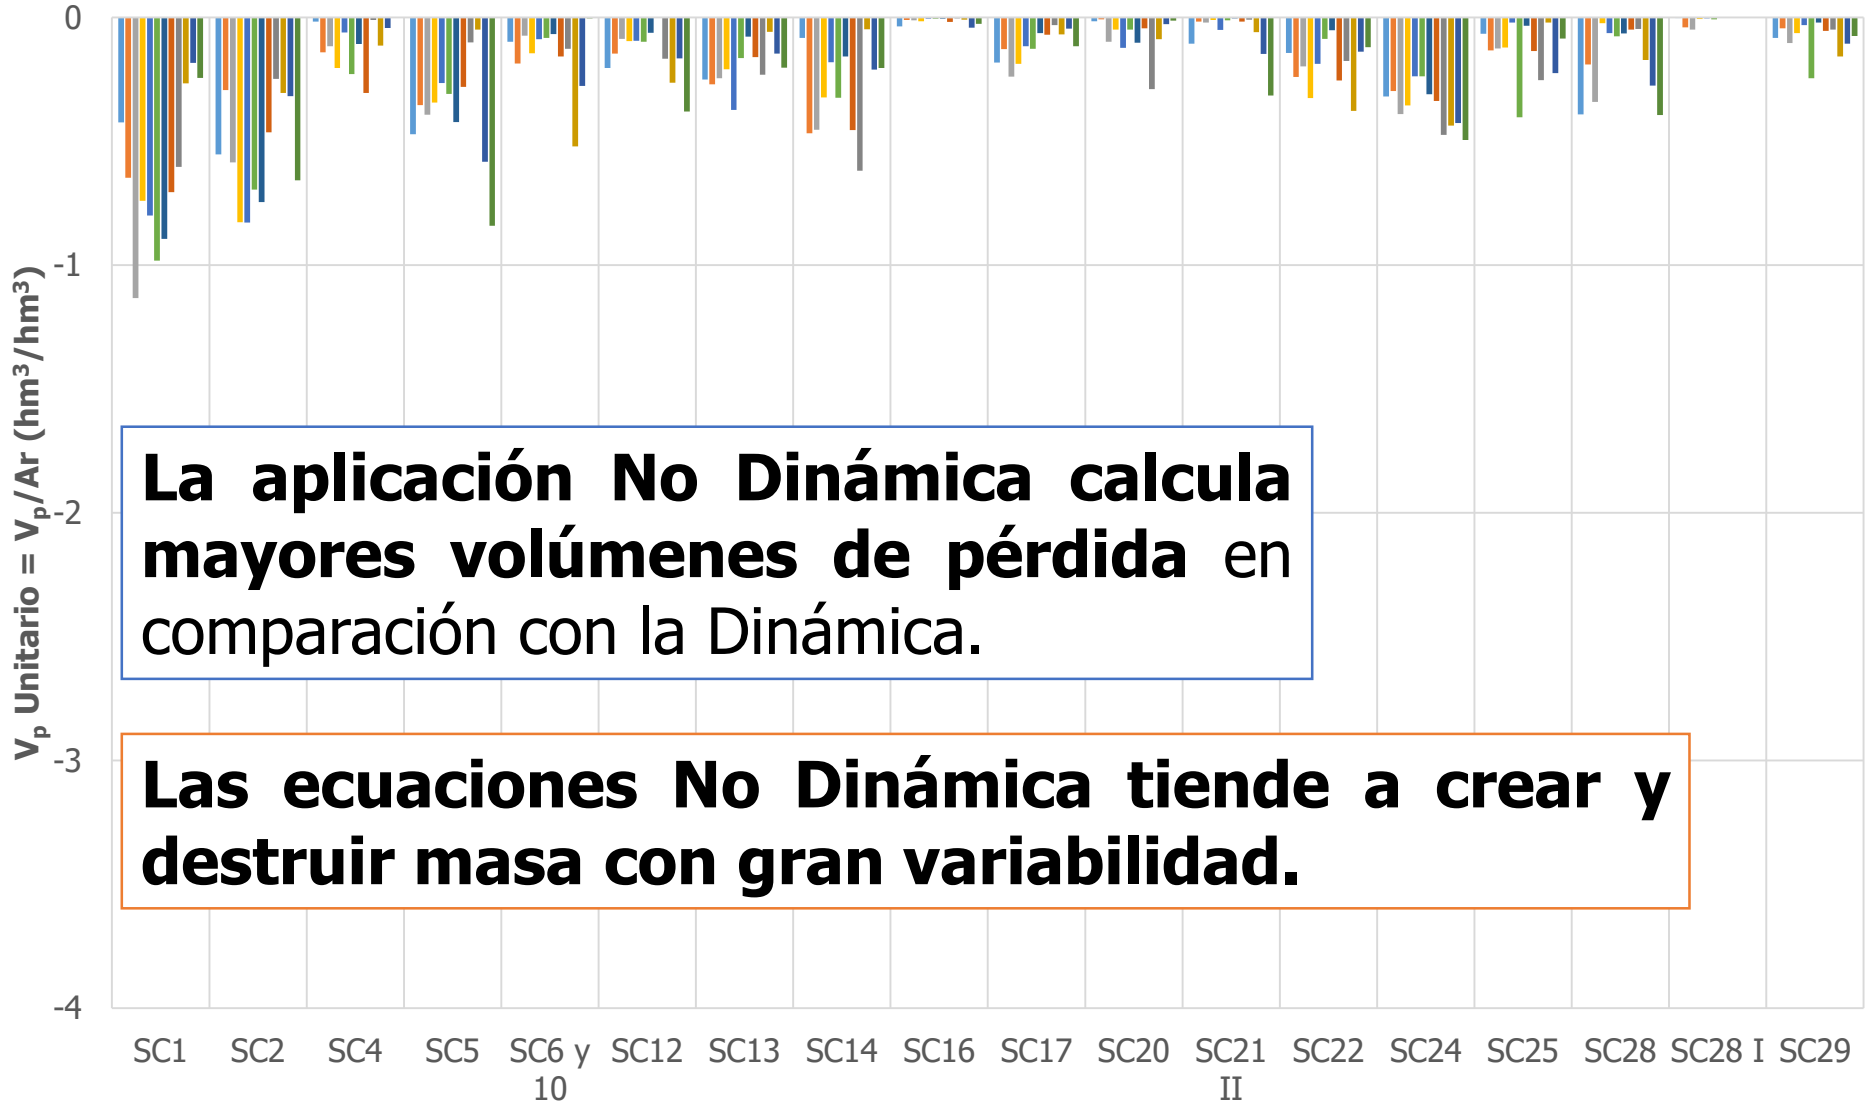 0
-1
-2
-3
-4
V_p Unitario = V_p/Ar (hm³/hm³)
La aplicación No Dinámica calcula
mayores volúmenes de pérdida en
comparación con la Dinámica.
Las ecuaciones No Dinámica tiende a crear y
destruir masa con gran variabilidad.
SC1 SC2 SC4 SC5 SC6 y SC12 SC13 SC14 SC16 SC17 SC20 SC21 SC22 SC24 SC25 SC28 SC28 I SC29
10 II